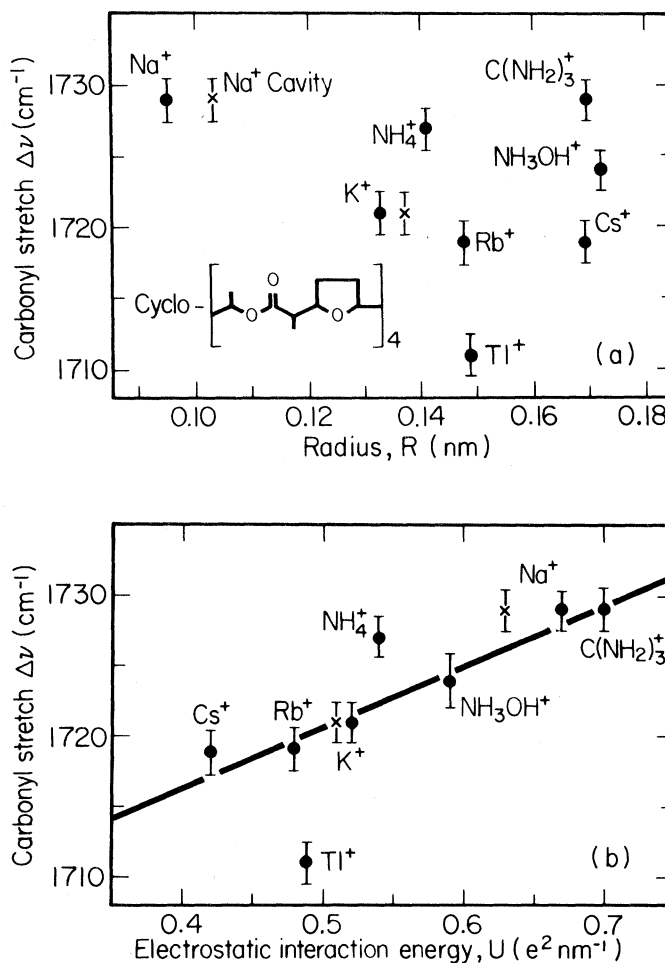 Carbonyl stretch Δν (cm⁻¹)
1730
1720
1710
Na⁺
Na⁺ Cavity
C(NH2)₃⁺
NH₄⁺
NH₃OH⁺
K⁺
Rb⁺
Cs⁺
Cyclo -
O
O
O
4
Tl⁺
(a)
0.10
0.12
0.14
0.16
0.18
Radius, R (nm)
Carbonyl stretch Δν (cm⁻¹)
1730
1720
1710
Na⁺
NH₄⁺
C(NH₂)₃⁺
Cs⁺
Rb⁺
NH₃OH⁺
K⁺
Tl⁺
(b)
0.4
0.5
0.6
0.7
Electrostatic interaction energy, U (e² nm⁻¹)